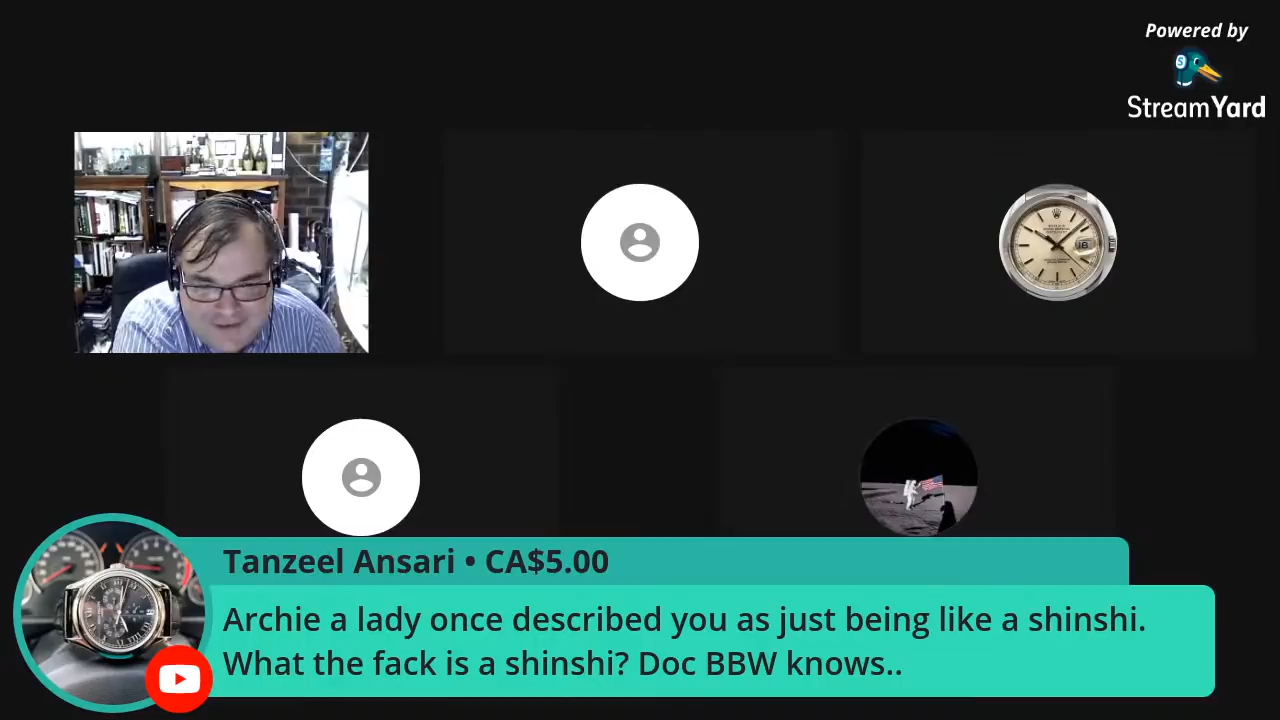 Powered by
StreamYard
Tanzeel Ansari • CA$5.00
Archie a lady once described you as just being like a shinshi.
What the fack is a shinshi? Doc BBW knows..